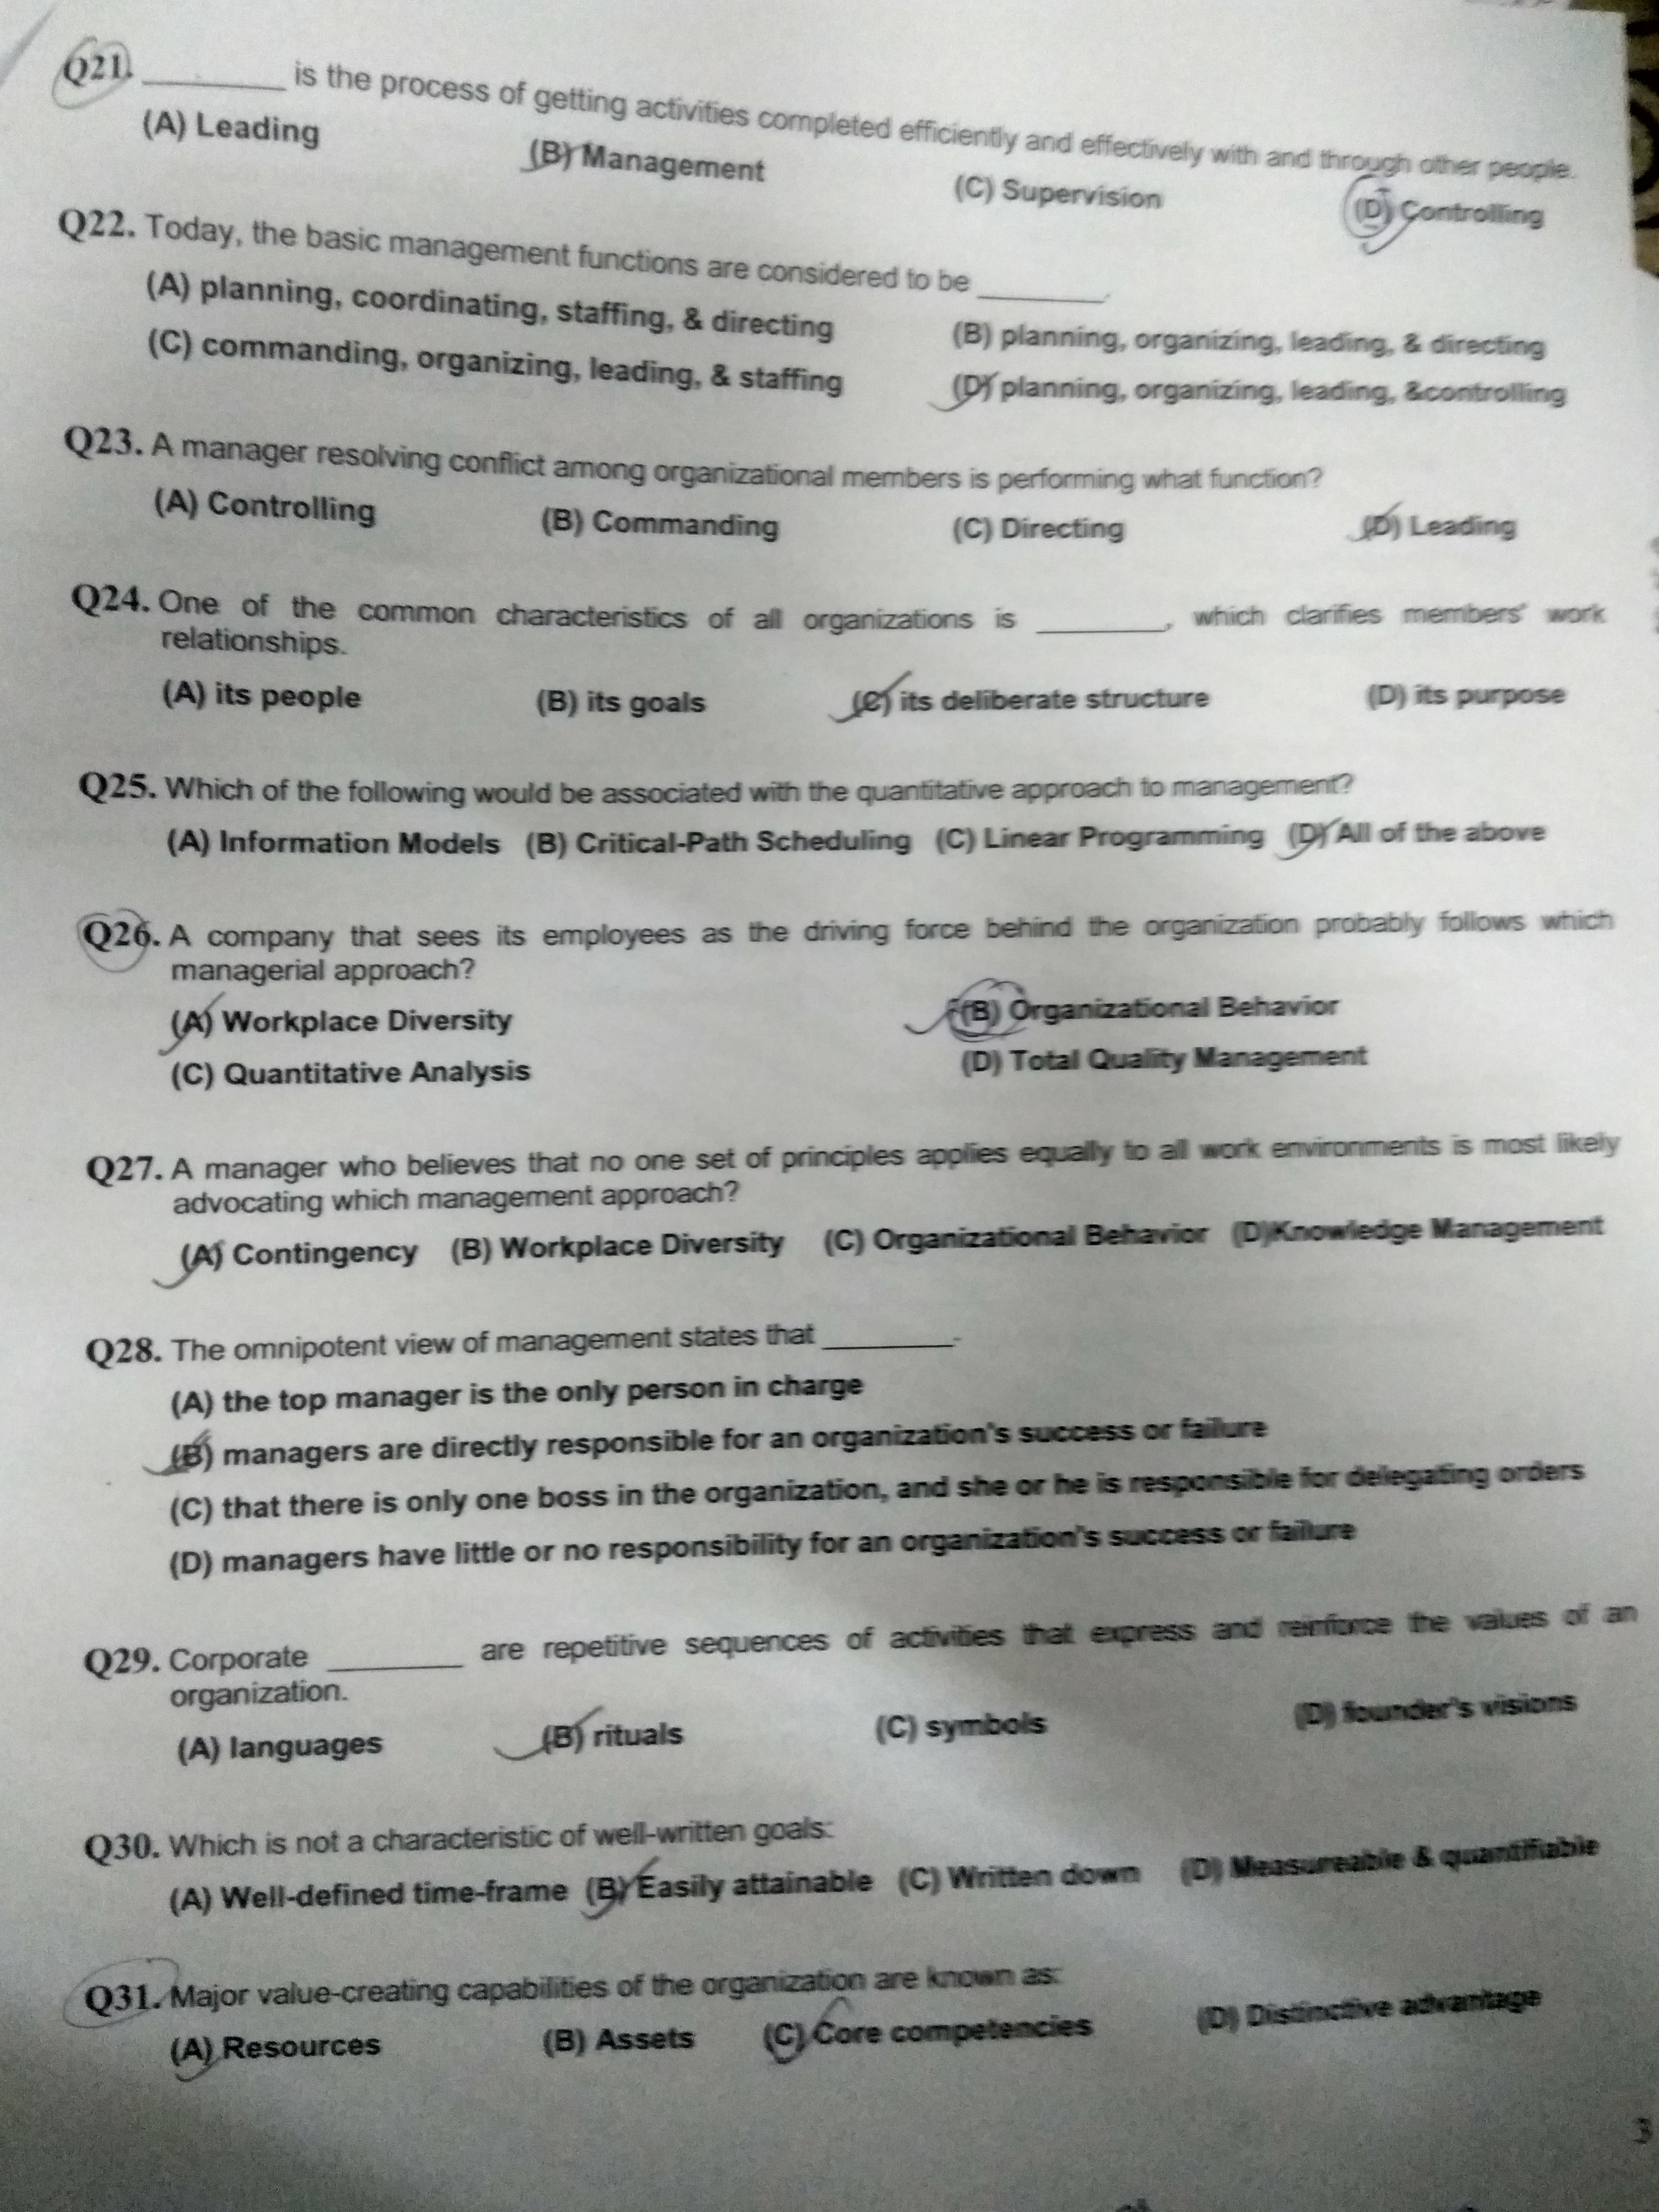 Q21. ________ is the process of getting activities completed efficiently and effectively with and through other people.
(A) Leading (B) Management (C) Supervision (D) Controlling
Q22. Today, the basic management functions are considered to be ________.
(A) planning, coordinating, staffing, & directing (B) planning, organizing, leading, & directing
(C) commanding, organizing, leading, & staffing (D) planning, organizing, leading, &controlling
Q23. A manager resolving conflict among organizational members is performing what function?
(A) Controlling (B) Commanding (C) Directing (D) Leading
Q24. One of the common characteristics of all organizations is ________, which clarifies members' work
relationships.
(A) its people (B) its goals (C) its deliberate structure (D) its purpose
Q25. Which of the following would be associated with the quantitative approach to management?
(A) Information Models (B) Critical-Path Scheduling (C) Linear Programming (D) All of the above
Q26. A company that sees its employees as the driving force behind the organization probably follows which
managerial approach?
(A) Workplace Diversity (B) Organizational Behavior
(C) Quantitative Analysis (D) Total Quality Management
Q27. A manager who believes that no one set of principles applies equally to all work environments is most likely
advocating which management approach?
(A) Contingency (B) Workplace Diversity (C) Organizational Behavior (D)Knowledge Management
Q28. The omnipotent view of management states that ________.
(A) the top manager is the only person in charge
(B) managers are directly responsible for an organization's success or failure
(C) that there is only one boss in the organization, and she or he is responsible for delegating orders
(D) managers have little or no responsibility for an organization's success or failure
Q29. Corporate ________ are repetitive sequences of activities that express and reinforce the values of an
organization.
(A) languages (B) rituals (C) symbols (D) founder's visions
Q30. Which is not a characteristic of well-written goals:
(A) Well-defined time-frame (B) Easily attainable (C) Written down (D) Measureable & quantifiable
Q31. Major value-creating capabilities of the organization are known as:
(A) Resources (B) Assets (C) Core competencies (D) Distinctive advantage
3